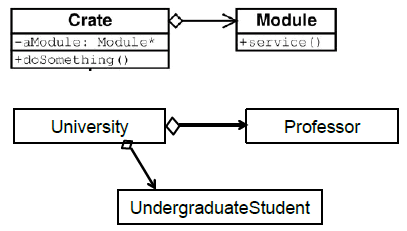 Crate
Module
-aModule: Module*
+service()
+doSomething()
University
Professor
UndergraduateStudent